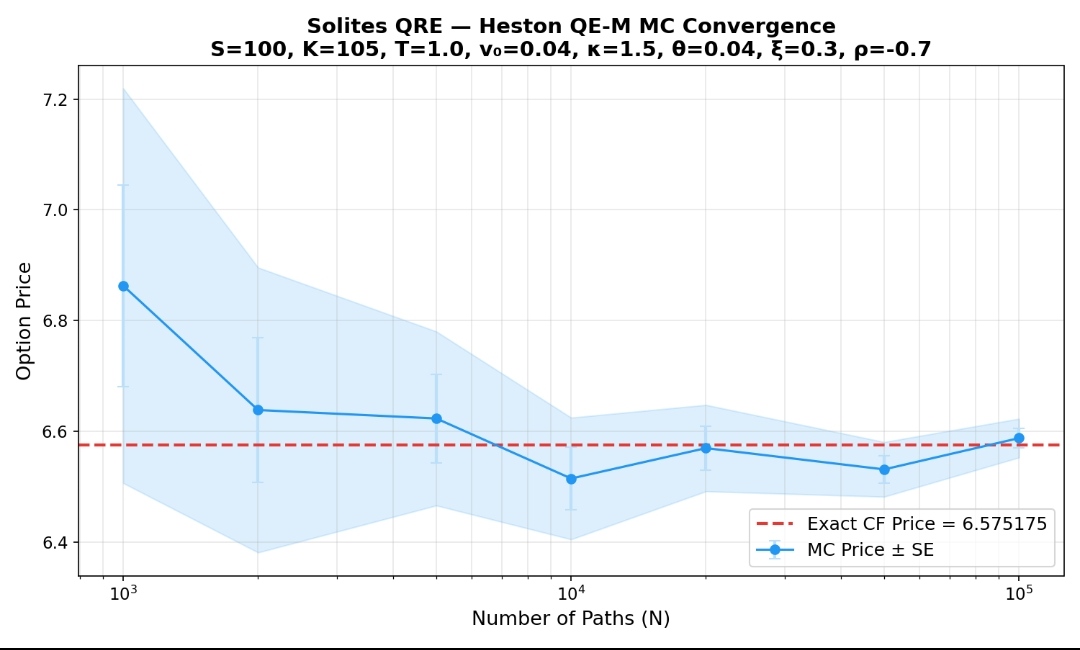 Solites QRE — Heston QE-M MC Convergence
S=100, K=105, T=1.0, v₀=0.04, κ=1.5, θ=0.04, ξ=0.3, ρ=-0.7
Option Price
7.2
7.0
6.8
6.6
6.4
Exact CF Price = 6.575175
MC Price ± SE
10³
10⁴
10⁵
Number of Paths (N)